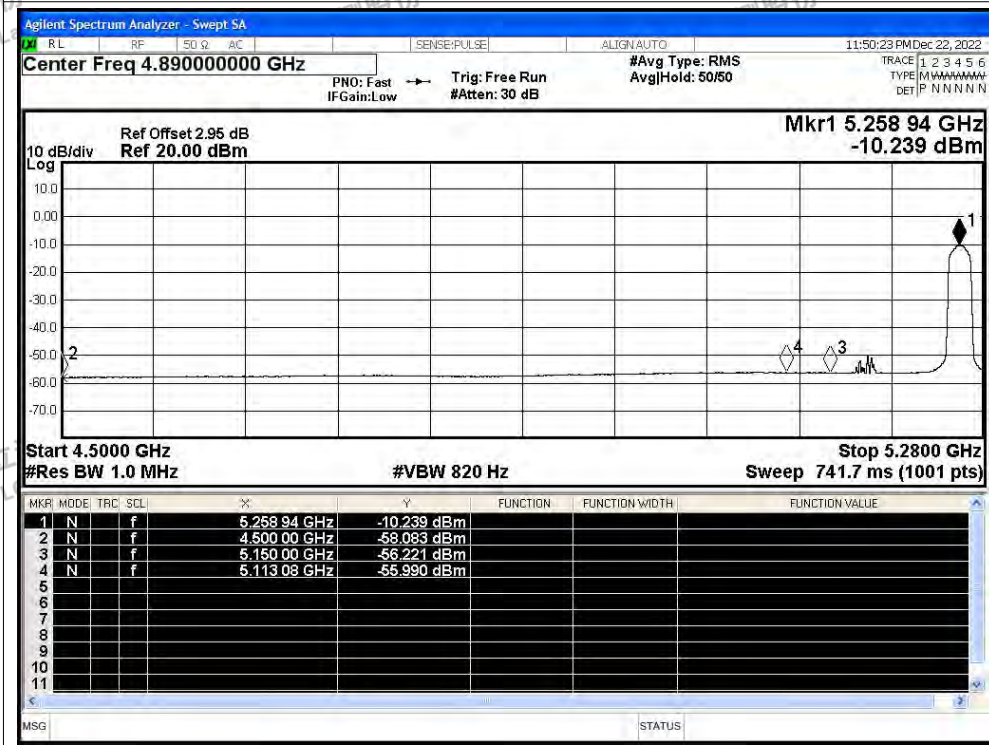 Agilent Spectrum Analyzer - Swept SA
LXI RL RF 50 Ω AC SENSE:PULSE ALIGN AUTO 11:50:23 PM Dec 22, 2022
Center Freq 4.890000000 GHz
PNO: Fast
IFGain:Low
Trig: Free Run
#Atten: 30 dB
#Avg Type: RMS
Avg|Hold: 50/50
TRACE 1 2 3 4 5 6
TYPE M W W W W W
DET P N N N N N
Mkr1 5.258 94 GHz
-10.239 dBm
Ref Offset 2.95 dB
10 dB/div Ref 20.00 dBm
Log
10.0
0.00
1
-10.0
-20.0
-30.0
-40.0
-50.0 2 4 3
-60.0
-70.0
Start 4.5000 GHz Stop 5.2800 GHz
#Res BW 1.0 MHz #VBW 820 Hz Sweep 741.7 ms (1001 pts)
MKR MODE TRC SCL X Y FUNCTION FUNCTION WIDTH FUNCTION VALUE
1 N f 5.258 94 GHz -10.239 dBm
2 N f 4.500 00 GHz -58.083 dBm
3 N f 5.150 00 GHz -56.221 dBm
4 N f 5.113 08 GHz -55.990 dBm
5
6
7
8
9
10
11
MSG STATUS